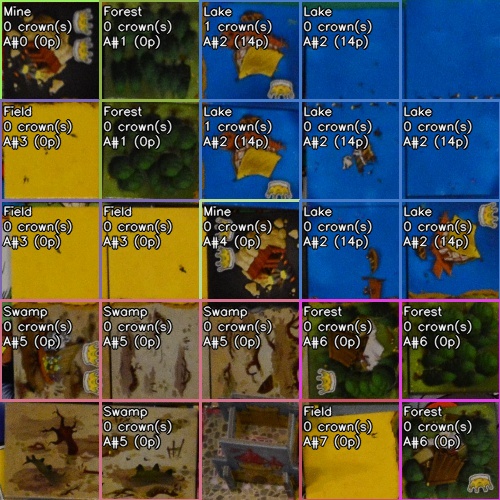 Mine
0 crown(s)
A#0 (0p)
Forest
0 crown(s)
A#1 (0p)
Lake
1 crown(s)
A#2 (14p)
Lake
0 crown(s)
A#2 (14p)
Field
0 crown(s)
A#3 (0p)
Forest
0 crown(s)
A#1 (0p)
Lake
1 crown(s)
A#2 (14p)
Lake
0 crown(s)
A#2 (14p)
Lake
0 crown(s)
A#2 (14p)
Field
0 crown(s)
A#3 (0p)
Field
0 crown(s)
A#3 (0p)
Mine
0 crown(s)
A#4 (0p)
Lake
0 crown(s)
A#2 (14p)
Lake
0 crown(s)
A#2 (14p)
Swamp
0 crown(s)
A#5 (0p)
Swamp
0 crown(s)
A#5 (0p)
Swamp
0 crown(s)
A#5 (0p)
Forest
0 crown(s)
A#6 (0p)
Forest
0 crown(s)
A#6 (0p)
Swamp
0 crown(s)
A#5 (0p)
Field
0 crown(s)
A#7 (0p)
Forest
0 crown(s)
A#6 (0p)